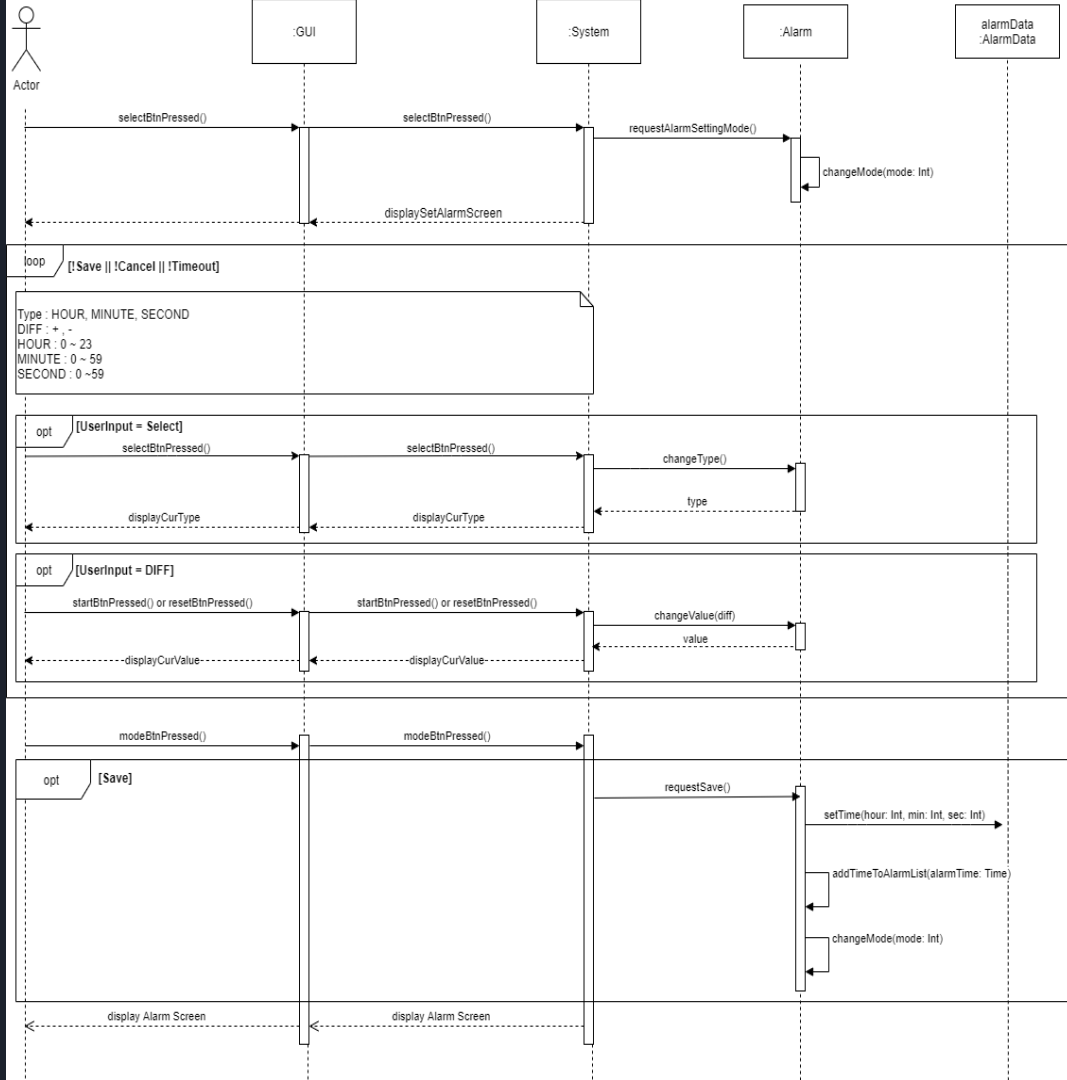 Actor
:GUI
:System
:Alarm
alarmData
:AlarmData
selectBtnPressed()
selectBtnPressed()
requestAlarmSettingMode()
changeMode(mode: Int)
displaySetAlarmScreen
loop
[!Save || !Cancel || !Timeout]
Type : HOUR, MINUTE, SECOND
DIFF : + , -
HOUR : 0 ~ 23
MINUTE : 0 ~ 59
SECOND : 0 ~59
opt
[UserInput = Select]
selectBtnPressed()
selectBtnPressed()
changeType()
type
displayCurType
displayCurType
opt
[UserInput = DIFF]
startBtnPressed() or resetBtnPressed()
startBtnPressed() or resetBtnPressed()
changeValue(diff)
value
displayCurValue
displayCurValue
modeBtnPressed()
modeBtnPressed()
opt
[Save]
requestSave()
setTime(hour: Int, min: Int, sec: Int)
addTimeToAlarmList(alarmTime: Time)
changeMode(mode: Int)
display Alarm Screen
display Alarm Screen